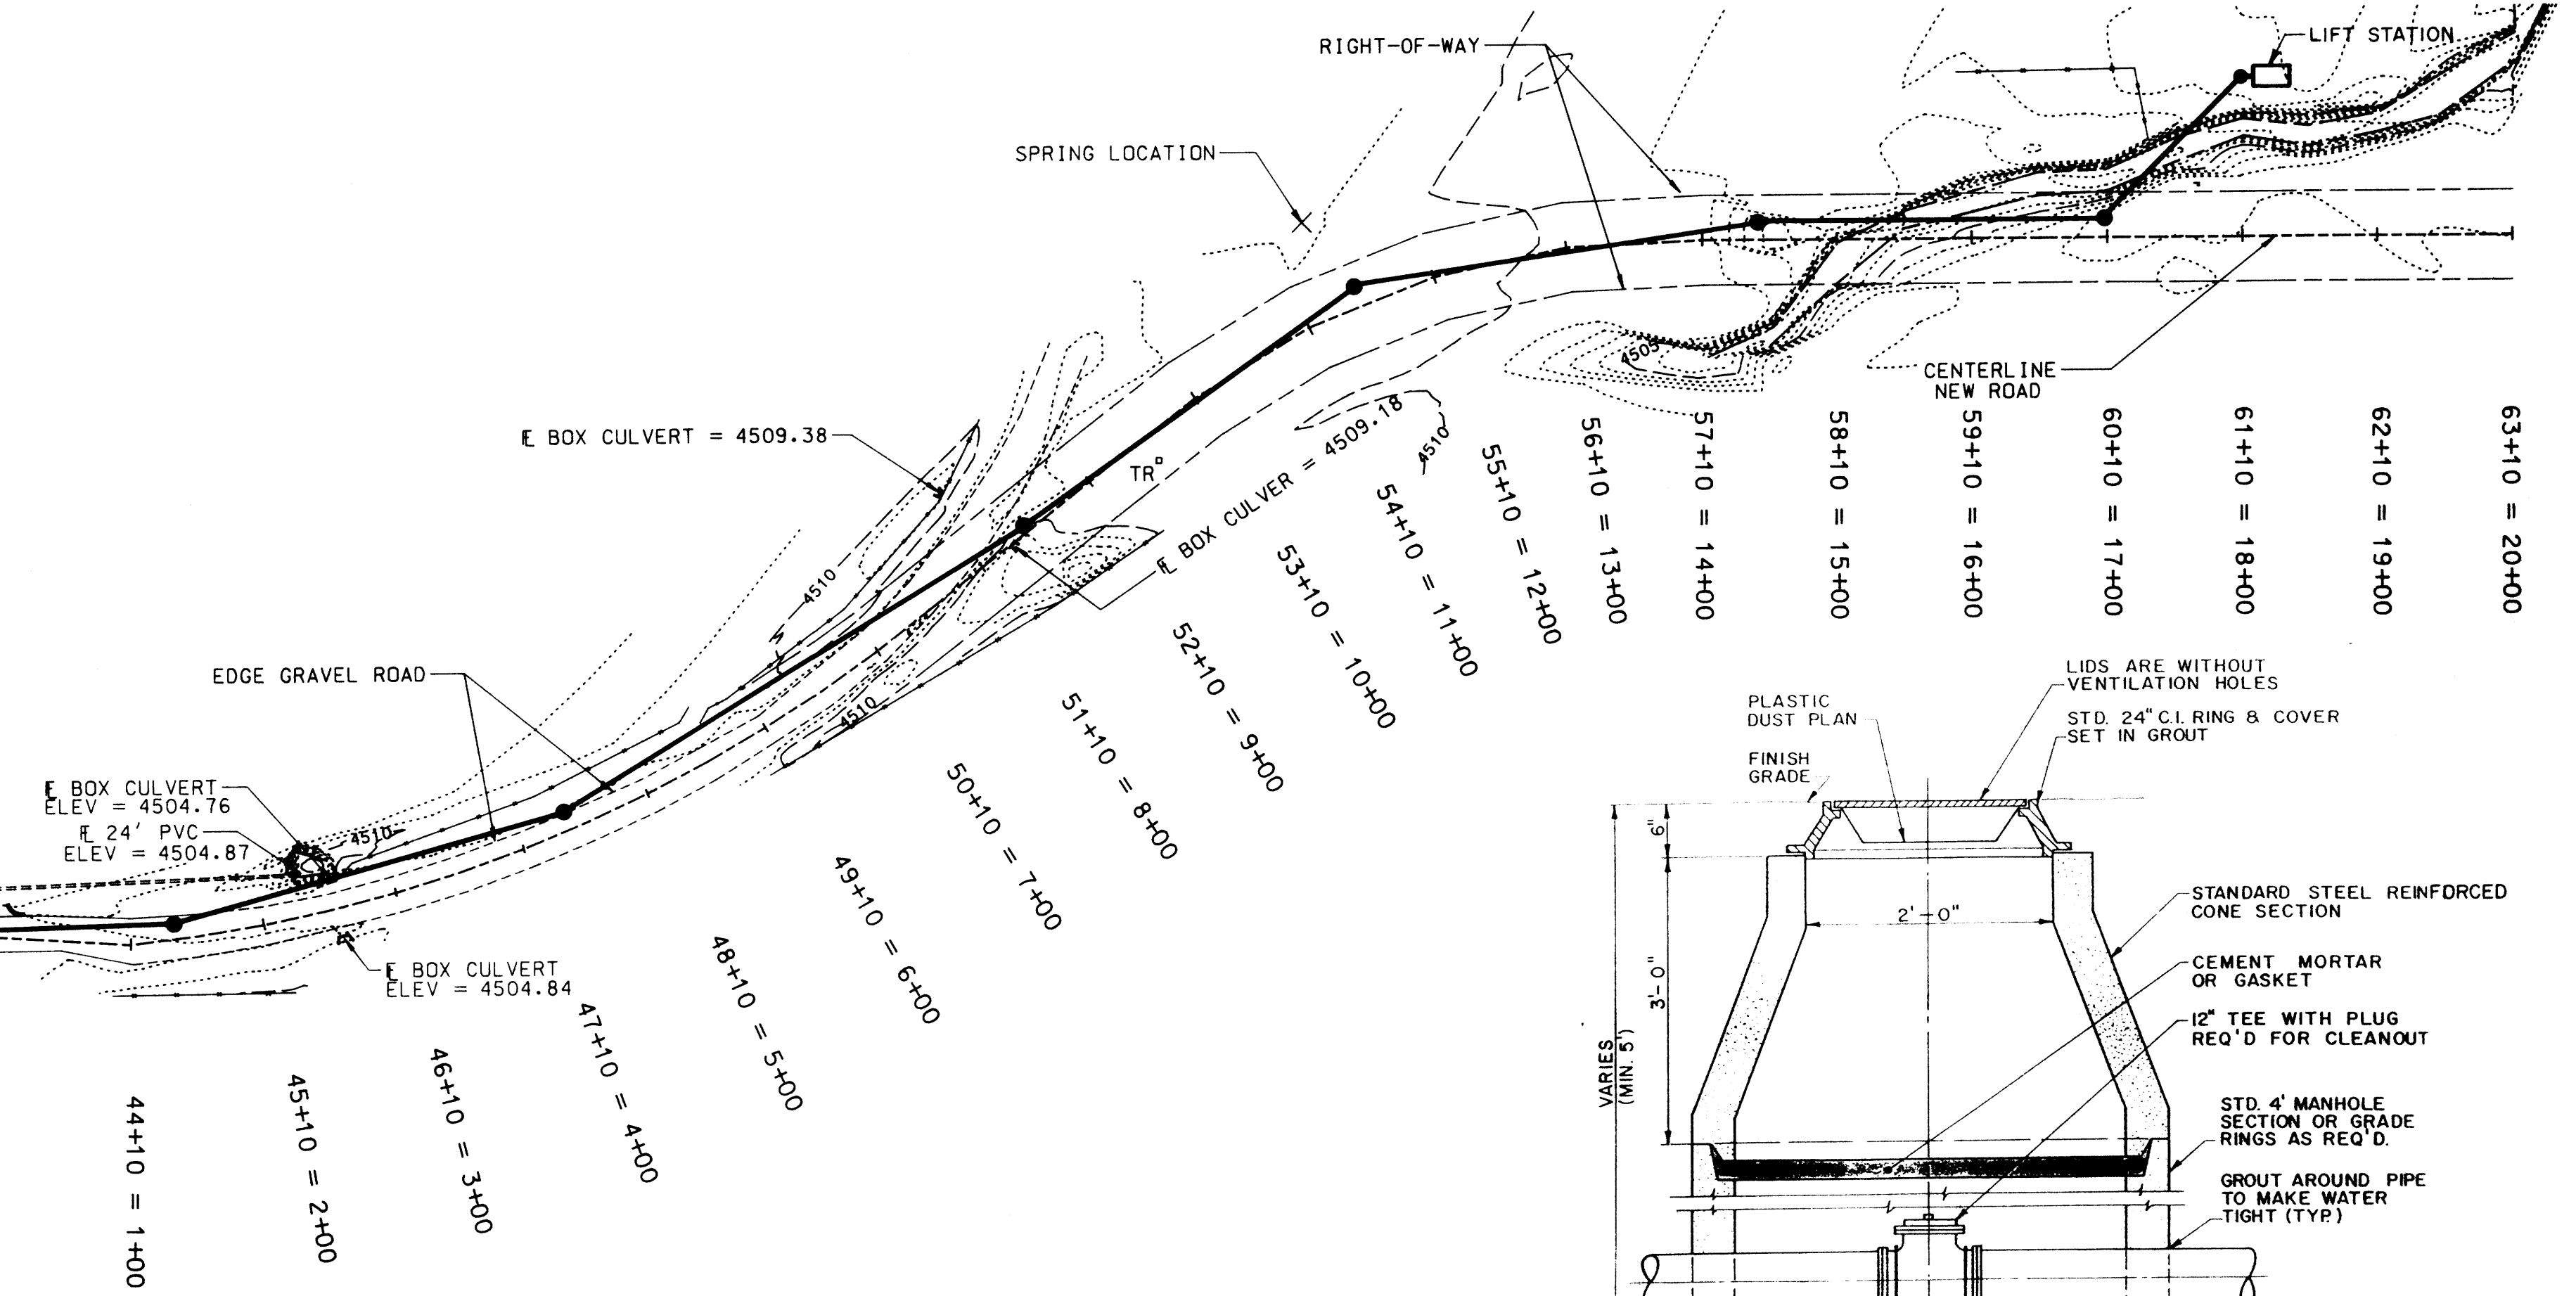 RIGHT-OF-WAY
LIFT STATION
SPRING LOCATION
4505
CENTERLINE
NEW ROAD
FL BOX CULVERT = 4509.38
TR
FL BOX CULVER = 4509.18
4510
4510
EDGE GRAVEL ROAD
4510
FL BOX CULVERT
ELEV = 4504.76
FL 24' PVC
ELEV = 4504.87
4510
FL BOX CULVERT
ELEV = 4504.84
44+10 = 1+00
45+10 = 2+00
46+10 = 3+00
47+10 = 4+00
48+10 = 5+00
49+10 = 6+00
50+10 = 7+00
51+10 = 8+00
52+10 = 9+00
53+10 = 10+00
54+10 = 11+00
55+10 = 12+00
56+10 = 13+00
57+10 = 14+00
58+10 = 15+00
59+10 = 16+00
60+10 = 17+00
61+10 = 18+00
62+10 = 19+00
63+10 = 20+00
LIDS ARE WITHOUT
VENTILATION HOLES
PLASTIC
DUST PLAN
STD. 24" C.I. RING & COVER
SET IN GROUT
FINISH
GRADE
6"
2'-0"
3'-0"
VARIES
(MIN. 5')
STANDARD STEEL REINFORCED
CONE SECTION
CEMENT MORTAR
OR GASKET
12" TEE WITH PLUG
REQ'D FOR CLEANOUT
STD. 4' MANHOLE
SECTION OR GRADE
RINGS AS REQ'D.
GROUT AROUND PIPE
TO MAKE WATER
TIGHT (TYP.)